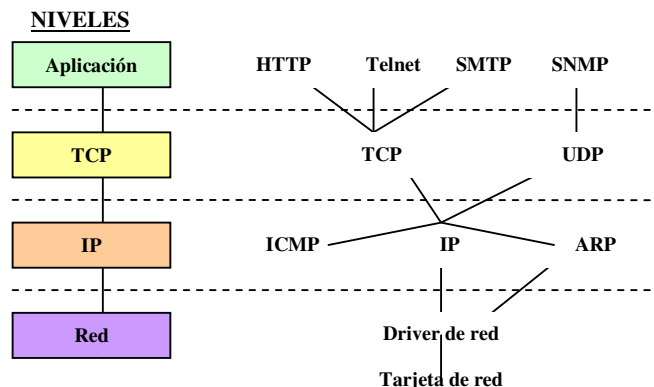 NIVELES
Aplicación HTTP Telnet SMTP SNMP
TCP TCP UDP
IP ICMP IP ARP
Red Driver de red
Tarjeta de red